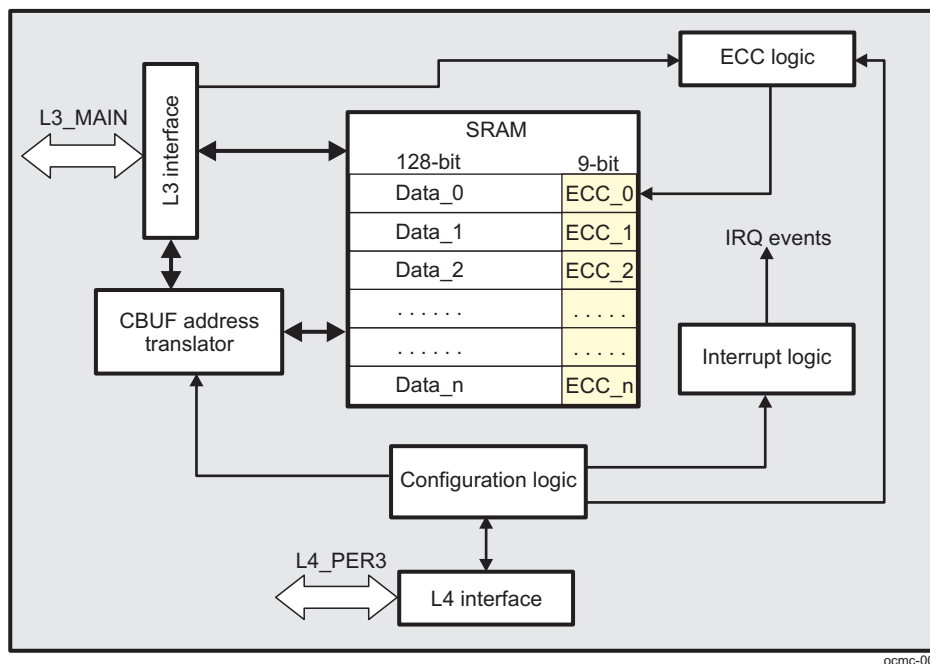 ECC logic
L3_MAIN
L3 interface
SRAM
128-bit 9-bit
Data_0 ECC_0
Data_1 ECC_1
Data_2 ECC_2
. . . . . . . . . . .
. . . . . . . . . . .
Data_n ECC_n
IRQ events
CBUF address
translator
Interrupt logic
Configuration logic
L4_PER3
L4 interface